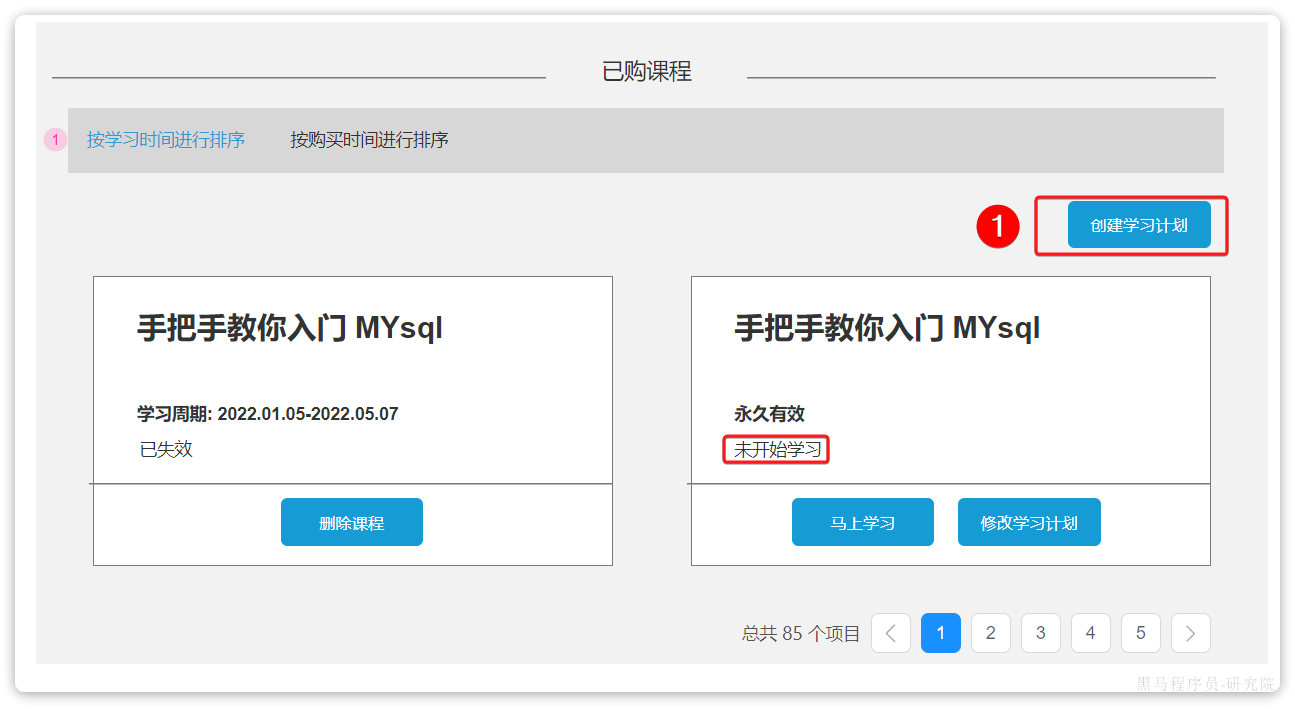 已购课程
1 按学习时间进行排序 按购买时间进行排序
1 创建学习计划
手把手教你入门 MYsql
学习周期: 2022.01.05-2022.05.07
已失效
删除课程
手把手教你入门 MYsql
永久有效
未开始学习
马上学习 修改学习计划
总共 85 个项目 1 2 3 4 5
黑马程序员-研究院